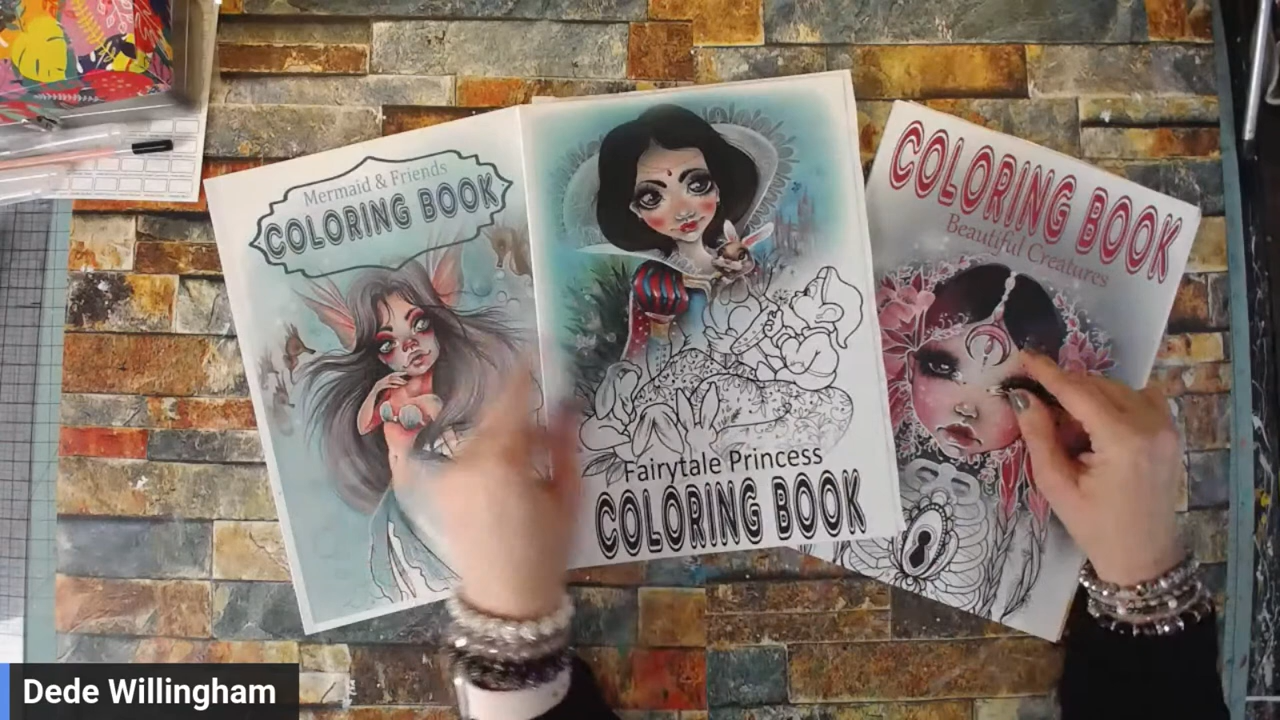 Mermaid & Friends
COLORING BOOK
Fairytale Princess
COLORING BOOK
COLORING BOOK
Beautiful Creatures
Dede Willingham